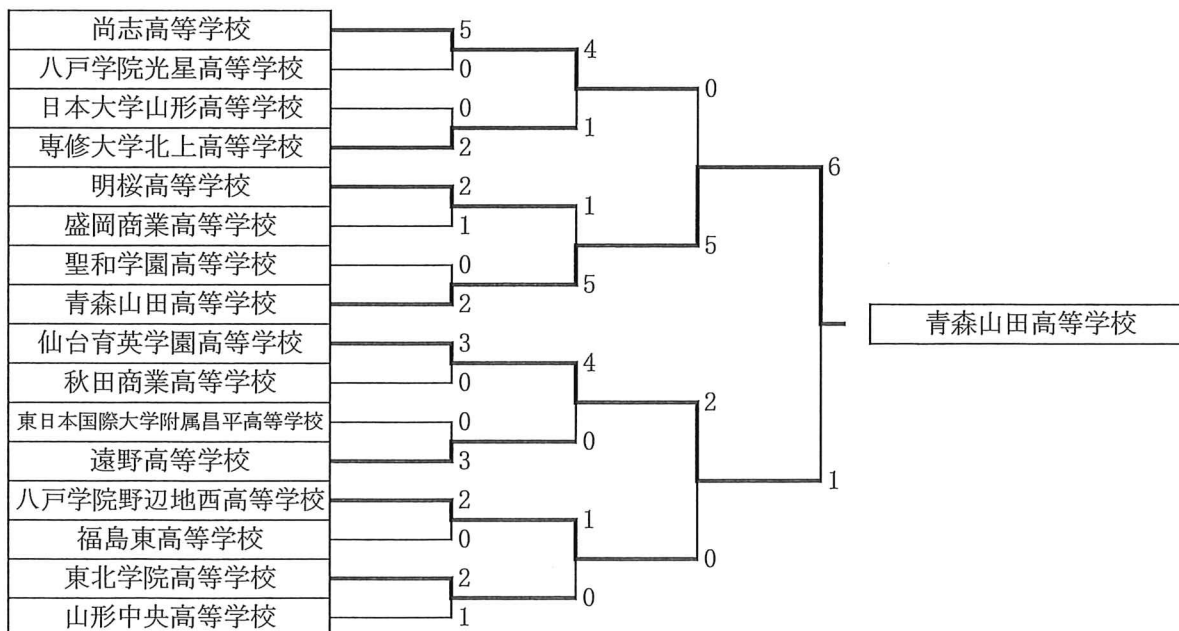 尚志高等学校
5
八戸学院光星高等学校
0
4
日本大学山形高等学校
0
専修大学北上高等学校
2
1
0
明桜高等学校
2
盛岡商業高等学校
1
1
聖和学園高等学校
0
青森山田高等学校
2
5
5
6
仙台育英学園高等学校
3
秋田商業高等学校
0
4
東日本国際大学附属昌平高等学校
0
遠野高等学校
3
0
2
八戸学院野辺地西高等学校
2
福島東高等学校
0
1
東北学院高等学校
2
山形中央高等学校
1
0
0
1
青森山田高等学校